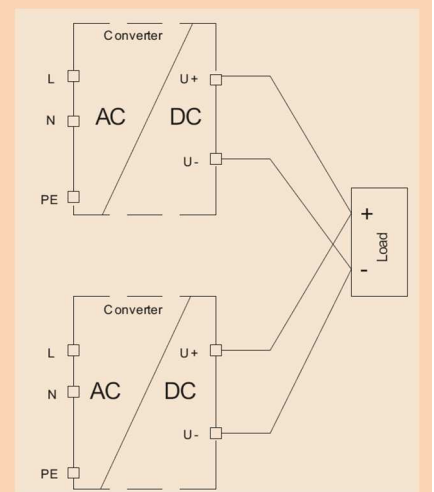 Converter
L
U+
N
AC
DC
U-
PE
+
Load
-
Converter
L
U+
N
AC
DC
U-
PE